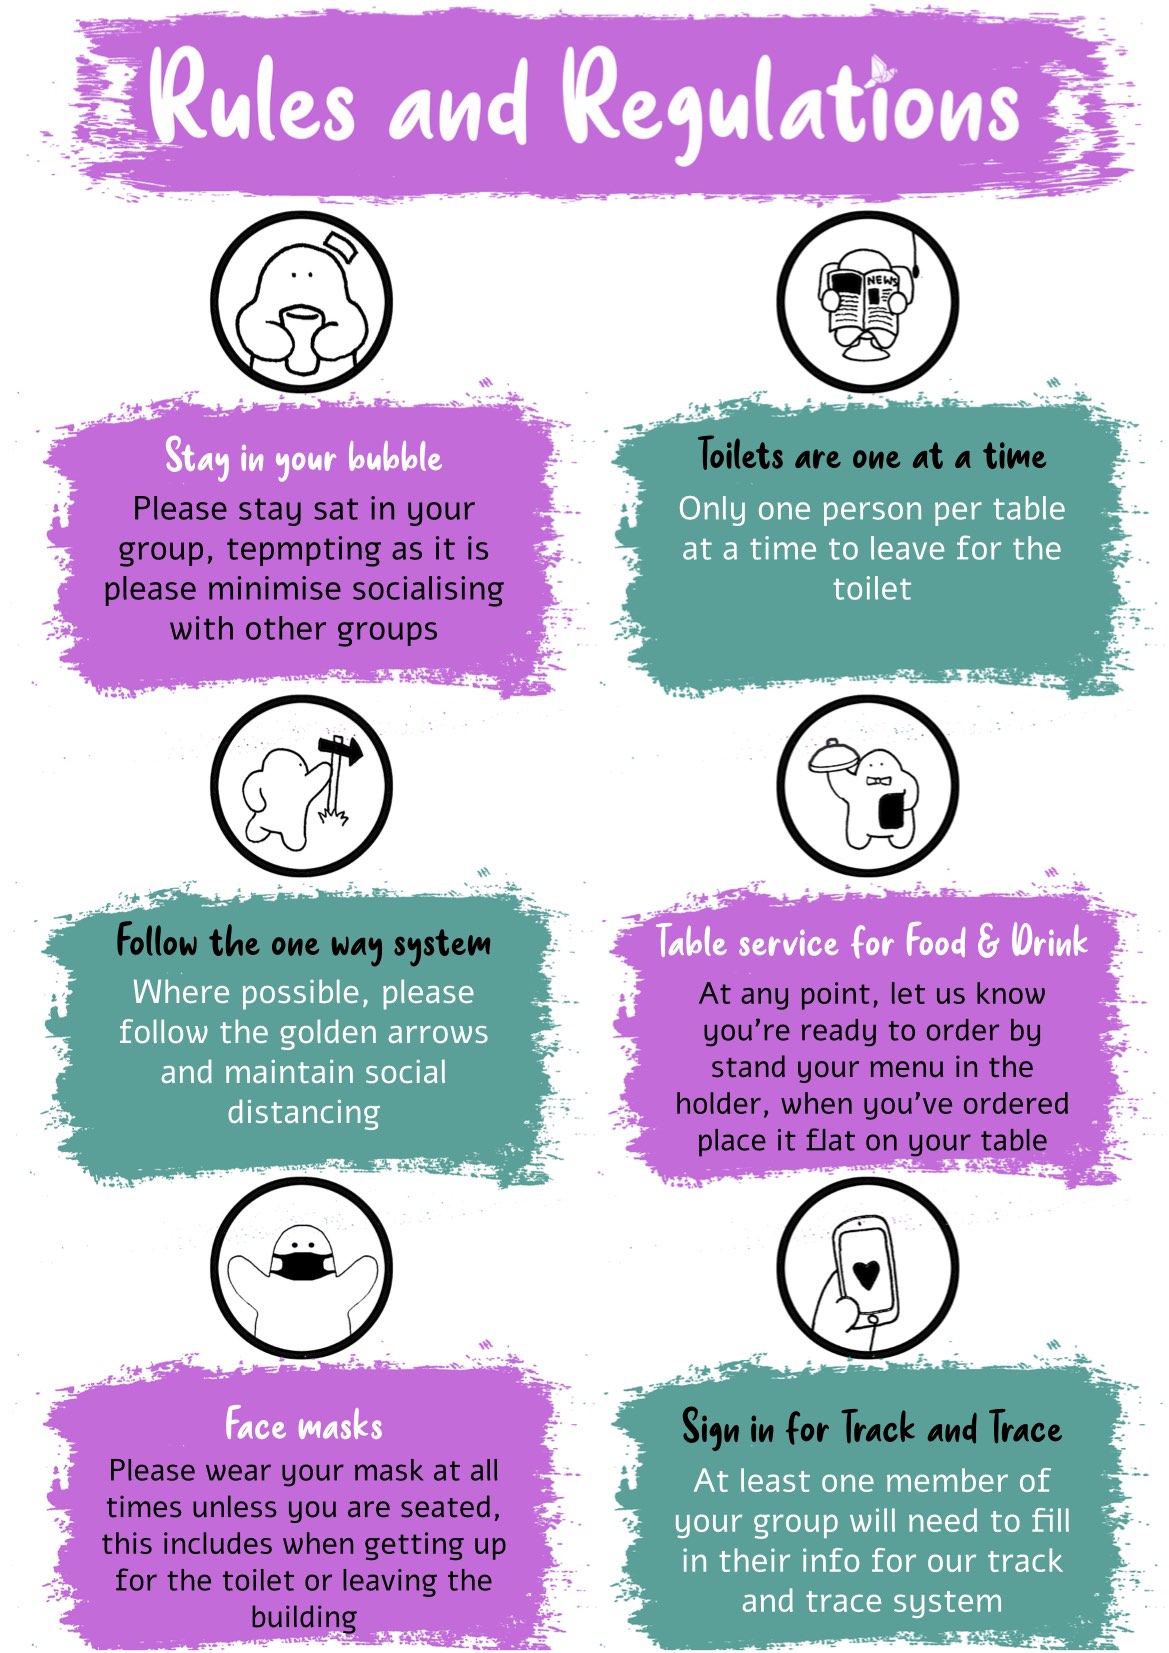 Rules and Regulations
NEWS
Stay in your bubble
Please stay sat in your
group, tepmpting as it is
please minimise socialising
with other groups
Toilets are one at a time
Only one person per table
at a time to leave for the
toilet
Follow the one way system
Where possible, please
follow the golden arrows
and maintain social
distancing
Table service for Food & Drink
At any point, let us know
you're ready to order by
stand your menu in the
holder, when you've ordered
place it flat on your table
Face masks
Please wear your mask at all
times unless you are seated,
this includes when getting up
for the toilet or leaving the
building
Sign in for Track and Trace
At least one member of
your group will need to fill
in their info for our track
and trace system